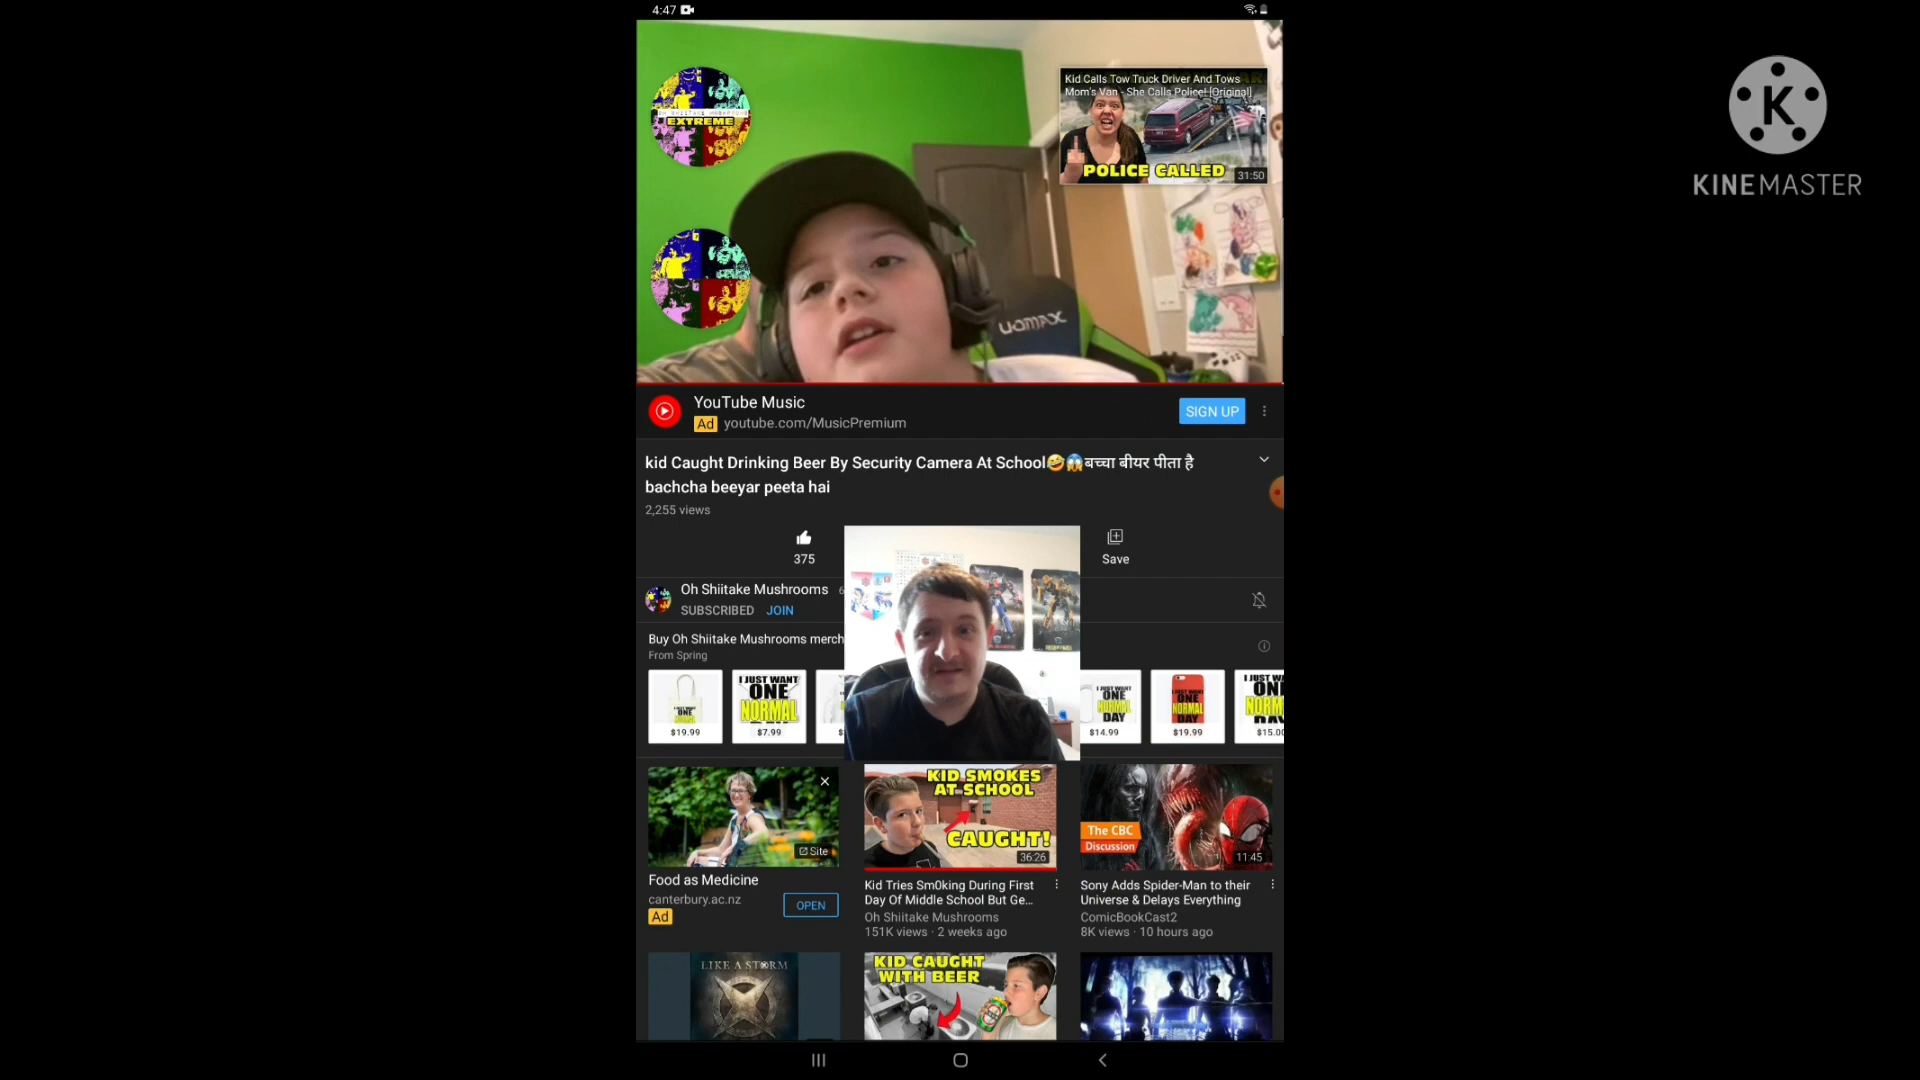 4:47
EXTREME
Kid Calls Tow Truck Driver And Tows
Mom's Van - She Calls Police! [Original]
POLICE CALLED
31:50
KINEMASTER
UOMAX
YouTube Music
Ad youtube.com/MusicPremium
SIGN UP
kid Caught Drinking Beer By Security Camera At School🤣😱बच्चा बीयर पीता है
bachcha beeyar peeta hai
2,255 views
375
Save
Oh Shiitake Mushrooms
SUBSCRIBED JOIN
Buy Oh Shiitake Mushrooms merch
From Spring
I JUST WANT
ONE
NORMAL
DAY
$19.99
$7.99
$14.99
$19.99
$15.00
Site
Food as Medicine
canterbury.ac.nz
Ad
OPEN
KID SMOKES
AT SCHOOL
CAUGHT!
36:26
Kid Tries Sm0king During First
Day Of Middle School But Ge...
Oh Shiitake Mushrooms
151K views · 2 weeks ago
The CBC
Discussion
11:45
Sony Adds Spider-Man to their
Universe & Delays Everything
ComicBookCast2
8K views · 10 hours ago
LIKE A STORM
KID CAUGHT
WITH BEER